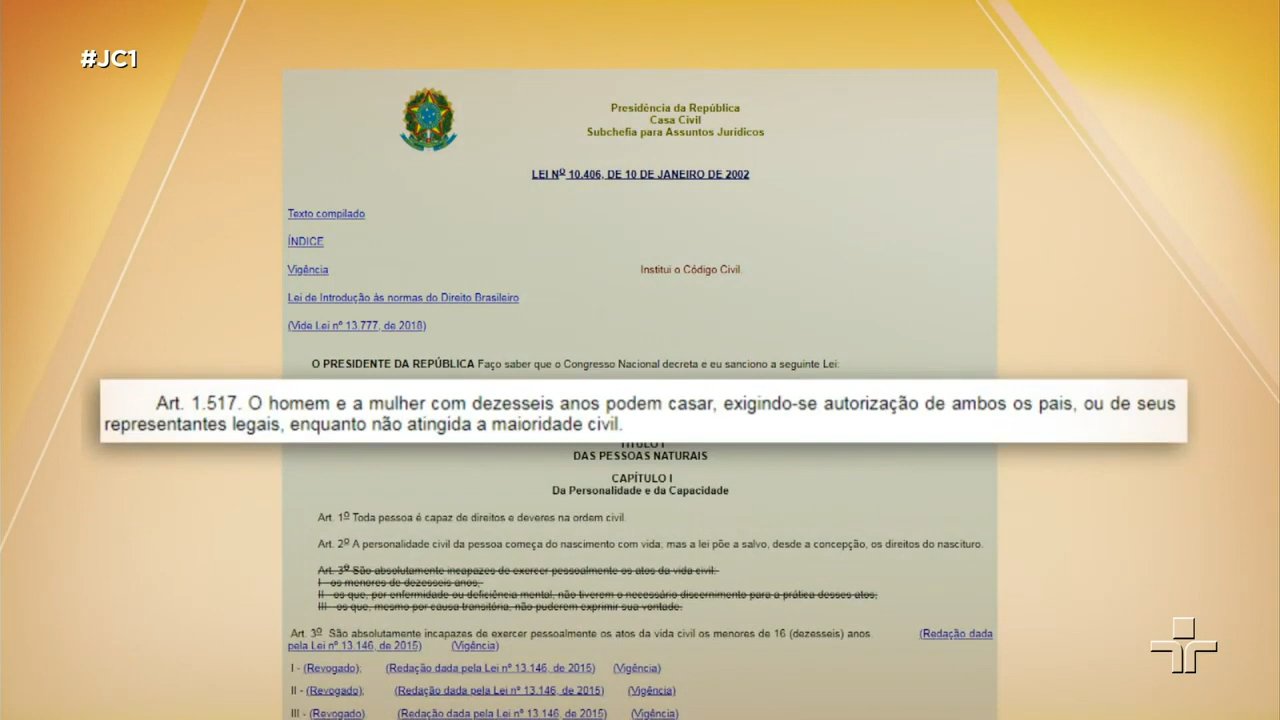 #JC1
Presidência da República
Casa Civil
Subchefia para Assuntos Jurídicos
LEI Nº 10.406, DE 10 DE JANEIRO DE 2002
Texto compilado
ÍNDICE
Vigência
Institui o Código Civil.
Lei de Introdução às normas do Direito Brasileiro
(Vide Lei nº 13.777, de 2018)
O PRESIDENTE DA REPÚBLICA Faço saber que o Congresso Nacional decreta e eu sanciono a seguinte Lei:
Art. 1.517. O homem e a mulher com dezesseis anos podem casar, exigindo-se autorização de ambos os pais, ou de seus
representantes legais, enquanto não atingida a maioridade civil.
TÍTULO I
DAS PESSOAS NATURAIS
CAPÍTULO I
Da Personalidade e da Capacidade
Art. 1º Toda pessoa é capaz de direitos e deveres na ordem civil.
Art. 2º A personalidade civil da pessoa começa do nascimento com vida; mas a lei põe a salvo, desde a concepção, os direitos do nascituro.
Art. 3º São absolutamente incapazes de exercer pessoalmente os atos da vida civil:
I - os menores de dezesseis anos;
II - os que, por enfermidade ou deficiência mental, não tiverem o necessário discernimento para a prática desses atos;
III - os que, mesmo por causa transitória, não puderem exprimir sua vontade.
Art. 3º São absolutamente incapazes de exercer pessoalmente os atos da vida civil os menores de 16 (dezesseis) anos. (Redação dada
pela Lei nº 13.146, de 2015) (Vigência)
I - (Revogado); (Redação dada pela Lei nº 13.146, de 2015) (Vigência)
II - (Revogado); (Redação dada pela Lei nº 13.146, de 2015) (Vigência)
III - (Revogado). (Redação dada pela Lei nº 13.146, de 2015) (Vigência)